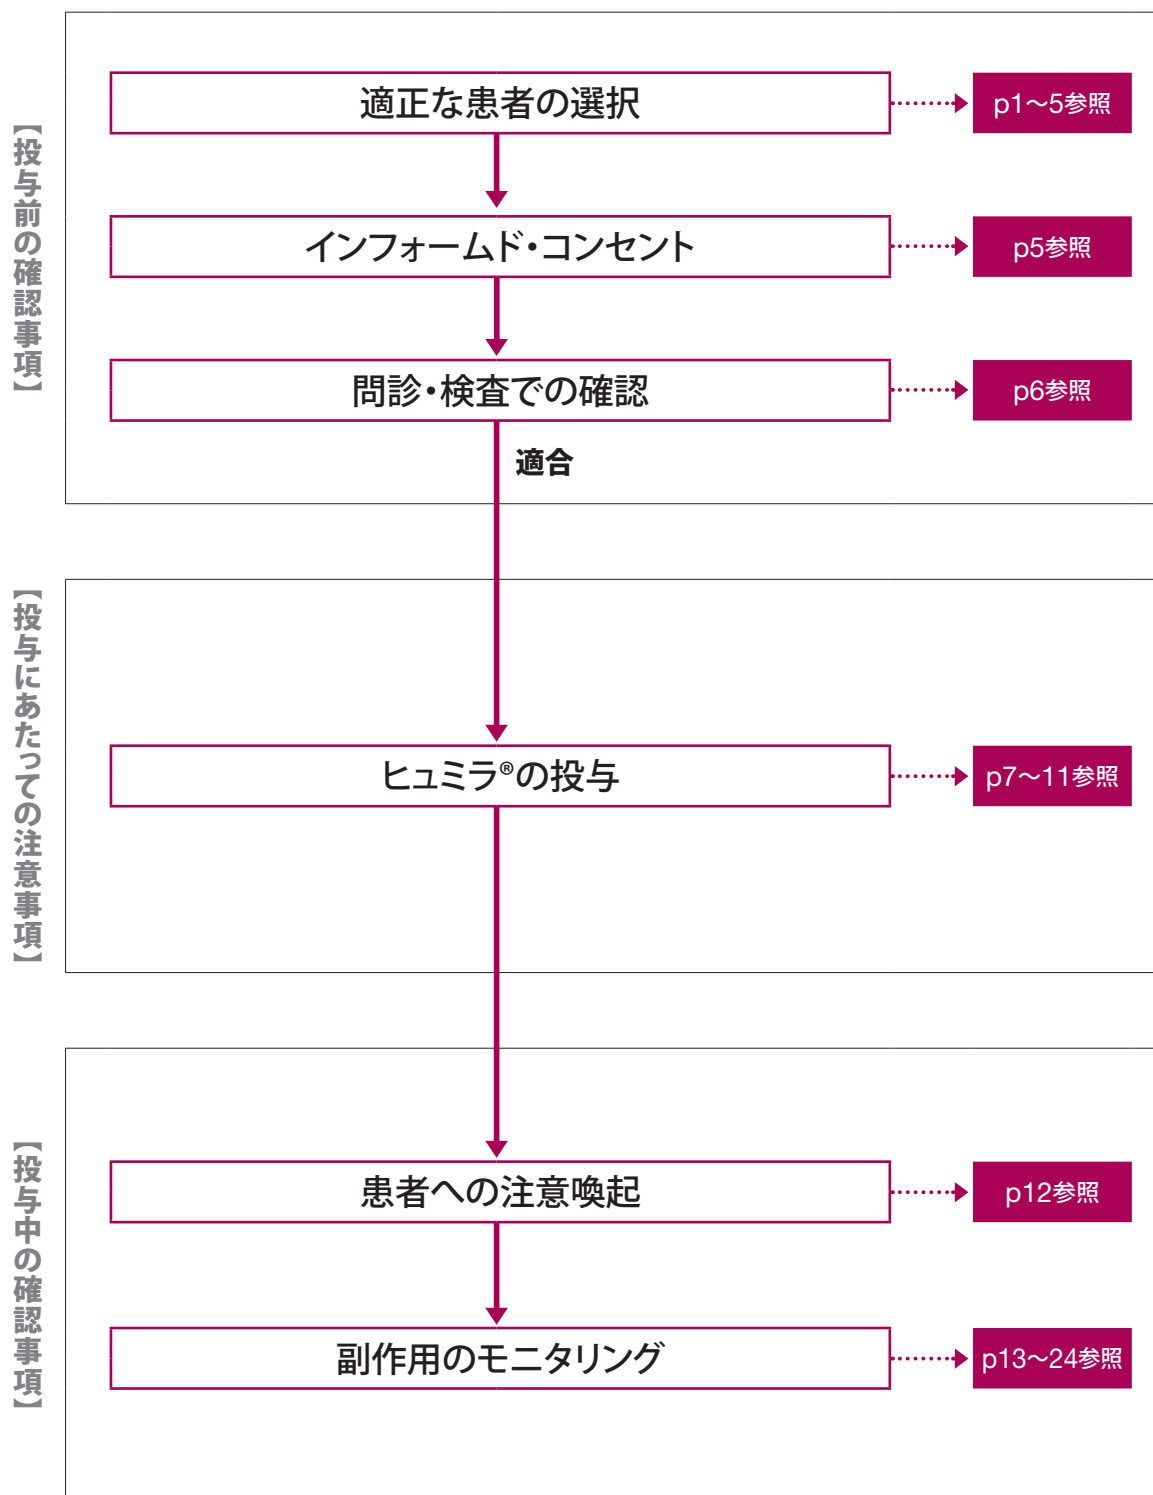 【投与前の確認事項】
適正な患者の選択
p1～5参照
インフォームド・コンセント
p5参照
問診・検査での確認
p6参照
適合
【投与にあたっての注意事項】
ヒュミラ®の投与
p7～11参照
【投与中の確認事項】
患者への注意喚起
p12参照
副作用のモニタリング
p13～24参照